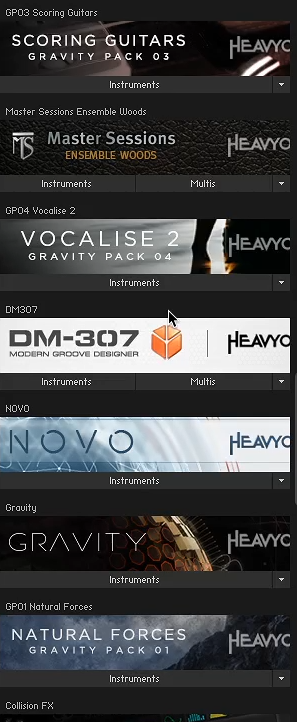 GP03 Scoring Guitars
SCORING GUITARS
GRAVITY PACK 03
HEAVYO
Instruments
Master Sessions Ensemble Woods
MS
Master Sessions
ENSEMBLE WOODS
HEAVYO
Instruments Multis
GP04 Vocalise 2
VOCALISE 2
GRAVITY PACK 04
HEAVYO
Instruments
DM307
DM-307
MODERN GROOVE DESIGNER
HEAVYO
Instruments Multis
NOVO
NOVO
HEAVYO
Instruments
Gravity
GRAVITY
HEAVYO
Instruments
GP01 Natural Forces
NATURAL FORCES
GRAVITY PACK 01
HEAVYO
Instruments
Collision FX